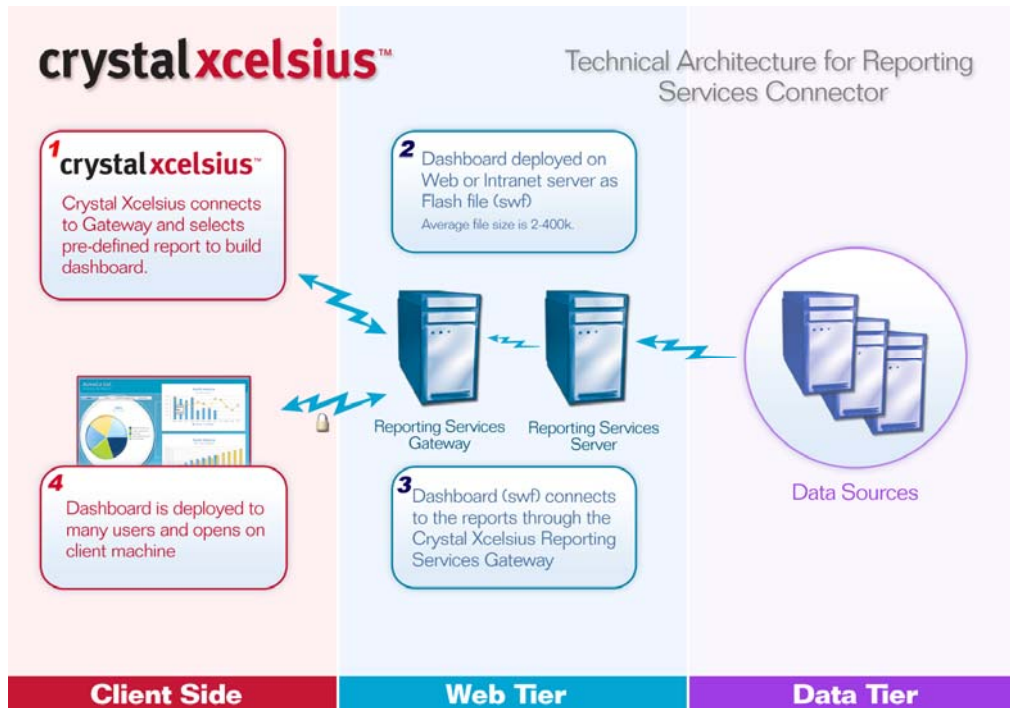 crystal xcelsius™
Technical Architecture for Reporting
Services Connector
1
crystal xcelsius™
Crystal Xcelsius connects
to Gateway and selects
pre-defined report to build
dashboard.
2
Dashboard deployed on
Web or Intranet server as
Flash file (swf)
Average file size is 2-400k.
Reporting Services
Gateway
Reporting Services
Server
Data Sources
3
Dashboard (swf) connects
to the reports through the
Crystal Xcelsius Reporting
Services Gateway
4
Dashboard is deployed to
many users and opens on
client machine
Client Side
Web Tier
Data Tier